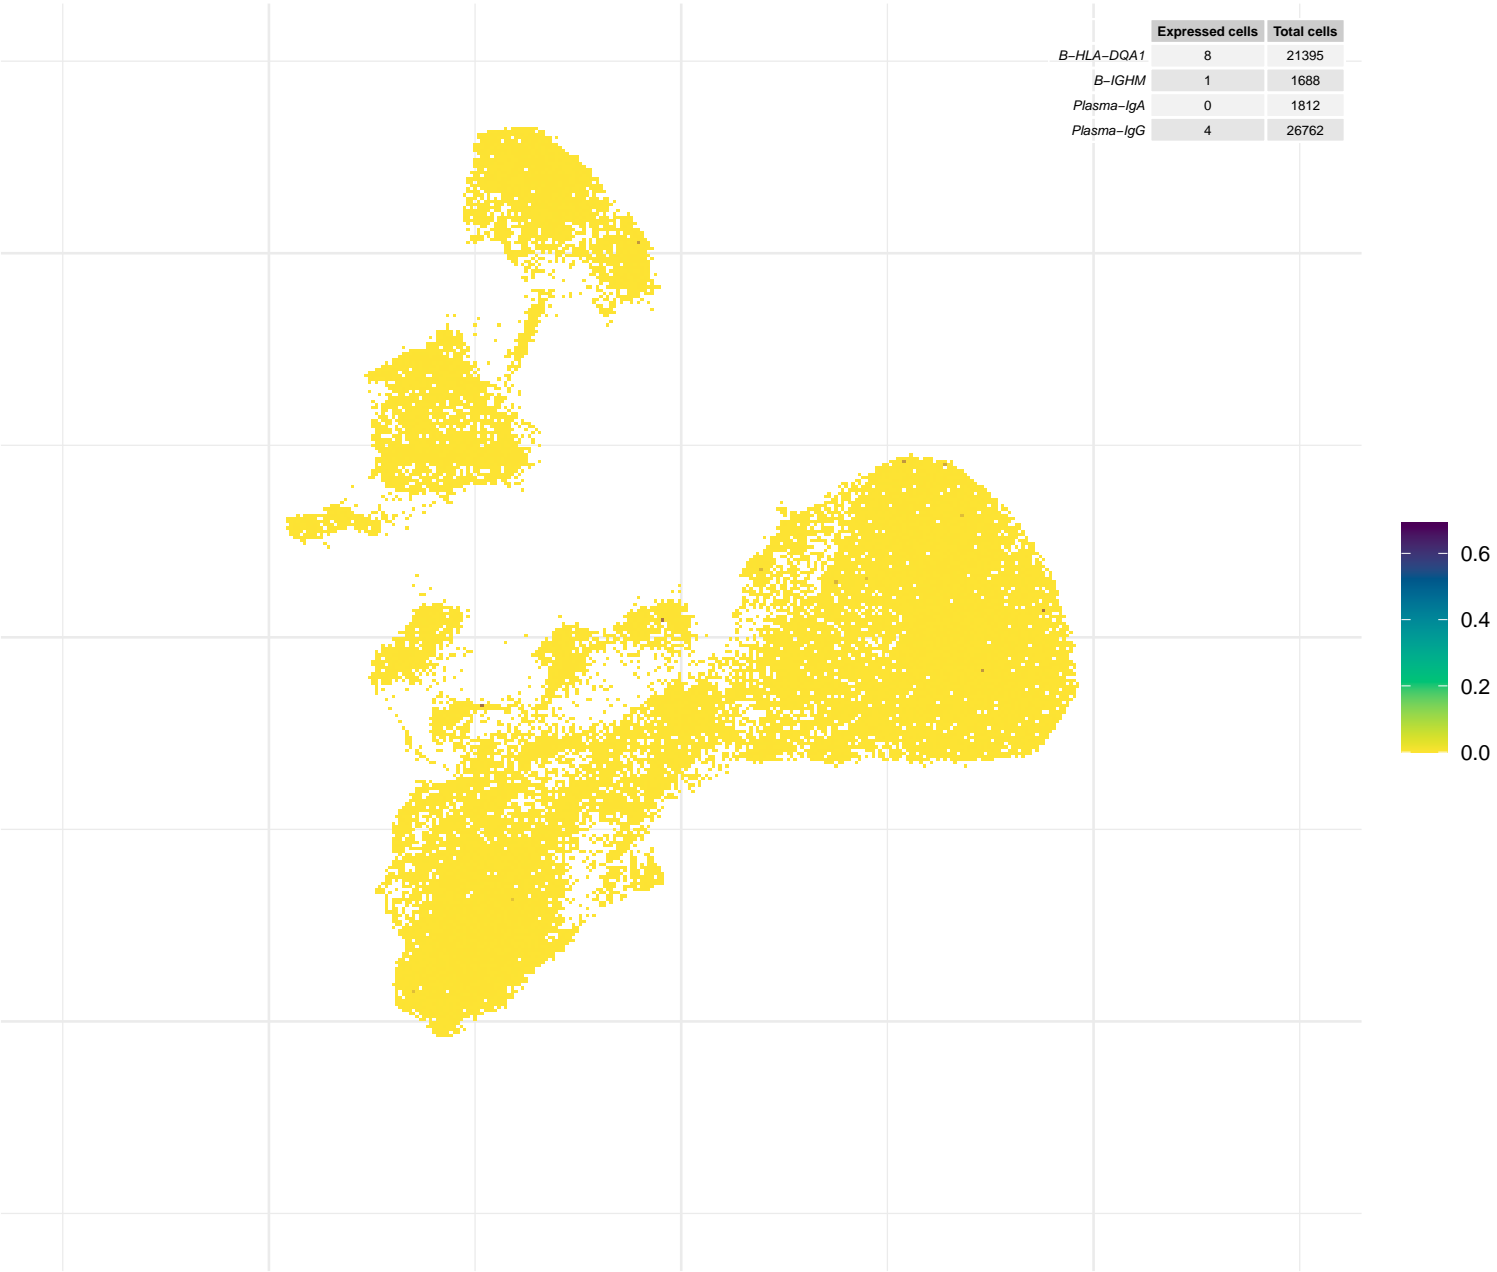 Expressed cells Total cells
B−HLA−DQA1 8 21395
B−IGHM 1 1688
Plasma−IgA 0 1812
Plasma−IgG 4 26762
0.6
0.4
0.2
0.0